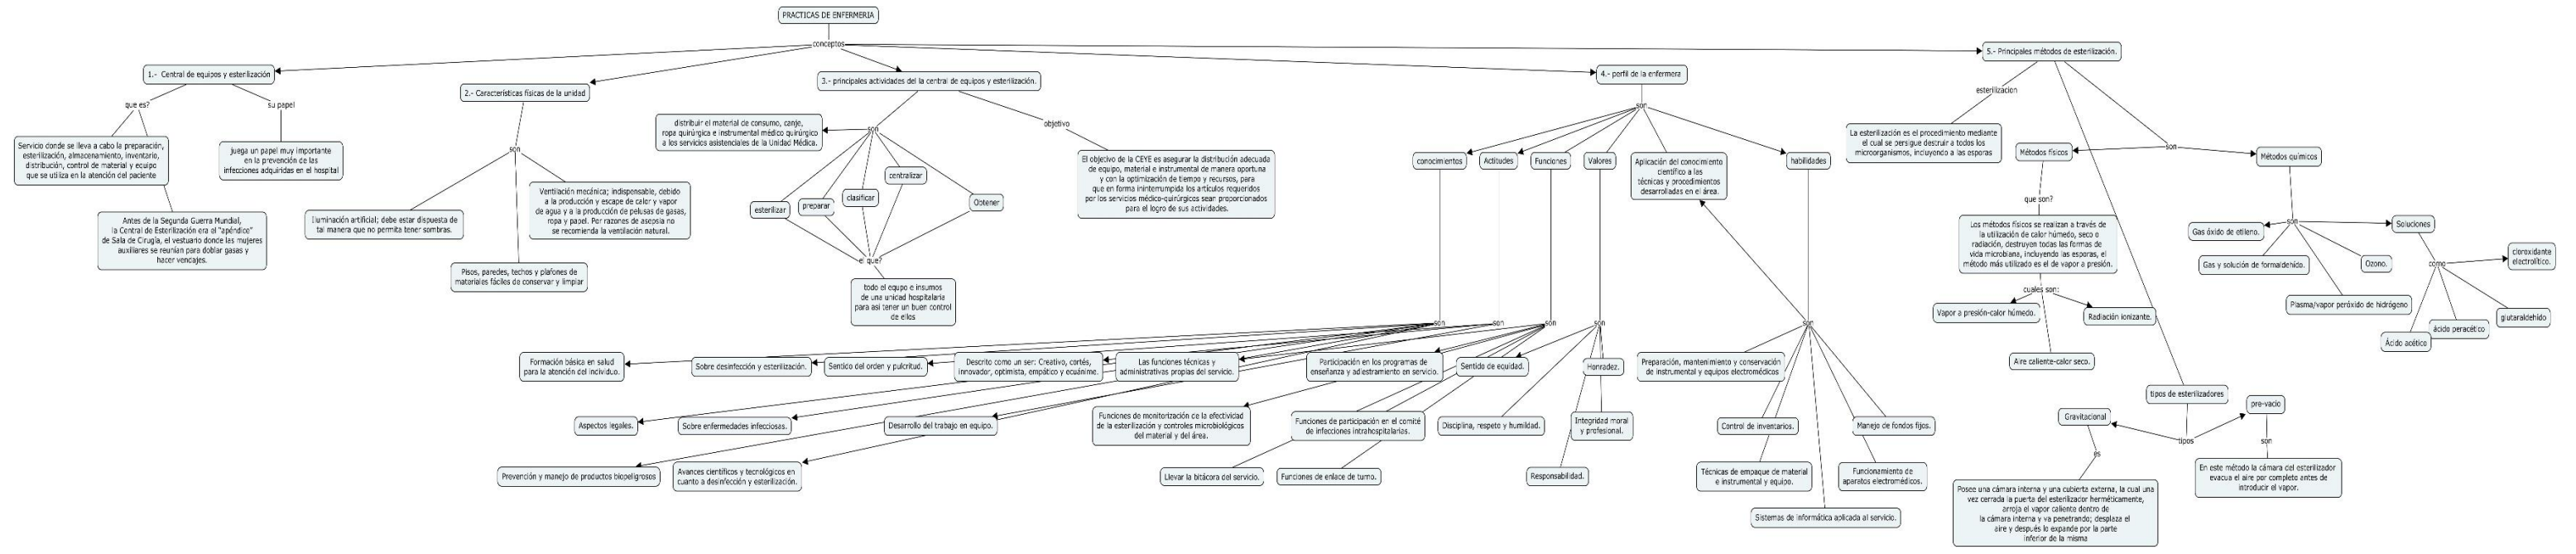 PRACTICAS DE ENFERMERIA
conceptos
1.- Central de equipos y esterilización
que es?
su papel
Servicio donde se lleva a cabo la preparación,
esterilización, almacenamiento, inventario,
distribución, control de material y equipo
que se utiliza en la atención del paciente
juega un papel muy importante
en la prevención de las
infecciones adquiridas en el hospital
Antes de la Segunda Guerra Mundial,
la Central de Esterilización era el "apéndice"
de Sala de Cirugía, el vestuario donde las mujeres
auxiliares se reunían para doblar gasas y
hacer vendajes.
2.- Características físicas de la unidad
son
Iluminación artificial; debe estar dispuesta de
tal manera que no permita tener sombras.
Ventilación mecánica; indispensable, debido
a la producción y escape de calor y vapor
de agua y a la producción de pelusas de gasas,
ropa y papel. Por razones de asepsia no
se recomienda la ventilación natural.
Pisos, paredes, techos y plafones de
materiales fáciles de conservar y limpiar
3.- principales actividades del la central de equipos y esterilización.
son
objetivo
distribuir el material de consumo, canje,
ropa quirúrgica e instrumental médico quirúrgico
a los servicios asistenciales de la Unidad Médica.
esterilizar
preparar
clasificar
centralizar
Obtener
el que?
todo el equpo e insumos
de una unidad hospitalaria
para asi tener un buen control
de ellos
El objetivo de la CEYE es asegurar la distribución adecuada
de equipo, material e instrumental de manera oportuna
y con la optimización de tiempo y recursos, para
que en forma ininterrumpida los artículos requeridos
por los servicios médico-quirúrgicos sean proporcionados
para el logro de sus actividades.
4.- perfil de la enfermera
son
conocimientos
Actitudes
Funciones
Valores
Aplicación del conocimiento
científico a las
técnicas y procedimientos
desarrolladas en el área.
habilidades
son
son
son
son
son
Formación básica en salud
para la atención del individuo.
Sobre desinfección y esterilización.
Sentido del orden y pulcritud.
Descrito como un ser: Creativo, cortés,
innovador, optimista, empático y ecuánime.
Las funciones técnicas y
administrativas propias del servicio.
Participación en los programas de
enseñanza y adiestramiento en servicio.
Sentido de equidad.
Honradez.
Preparación, mantenimiento y conservación
de instrumental y equipos electromédicos
Aspectos legales.
Sobre enfermedades infecciosas.
Desarrollo del trabajo en equipo.
Funciones de monitorización de la efectividad
de la esterilización y controles microbiológicos
del material y del área.
Funciones de participación en el comité
de infecciones intrahospitalarias.
Disciplina, respeto y humildad.
Integridad moral
y profesional.
Control de inventarios.
Manejo de fondos fijos.
Prevención y manejo de productos biopeligrosos
Avances científicos y tecnológicos en
cuanto a desinfección y esterilización.
Llevar la bitácora del servicio.
Funciones de enlace de turno.
Responsabilidad.
Técnicas de empaque de material
e instrumental y equipo.
Funcionamiento de
aparatos electromédicos.
Sistemas de informática aplicada al servicio.
5.- Principales métodos de esterilización.
esterilizacion
La esterilización es el procedimiento mediante
el cual se persigue destruir a todos los
microorganismos, incluyendo a las esporas
son
Métodos físicos
que son?
Los métodos físicos se realizan a través de
la utilización de calor húmedo, seco o
radiación, destruyen todas las formas de
vida microbiana, incluyendo las esporas, el
método más utilizado es el de vapor a presión.
cuales son:
Vapor a presión-calor húmedo.
Radiación ionizante.
Aire caliente-calor seco.
Métodos químicos
son
Gas óxido de etileno.
Gas y solución de formaldehído.
Plasma/vapor peróxido de hidrógeno
Ozono.
Soluciones
como
cloroxidante
electrolítico.
glutaraldehido
ácido peracético
Ácido acético
tipos de esterilizadores
tipos
Gravitacional
es
Posee una cámara interna y una cubierta externa, la cual una
vez cerrada la puerta del esterilizador herméticamente,
arroja el vapor caliente dentro de
la cámara interna y va penetrando; desplaza el
aire y después lo expande por la parte
inferior de la misma
pre-vacio
son
En este método la cámara del esterilizador
evacua el aire por completo antes de
introducir el vapor.